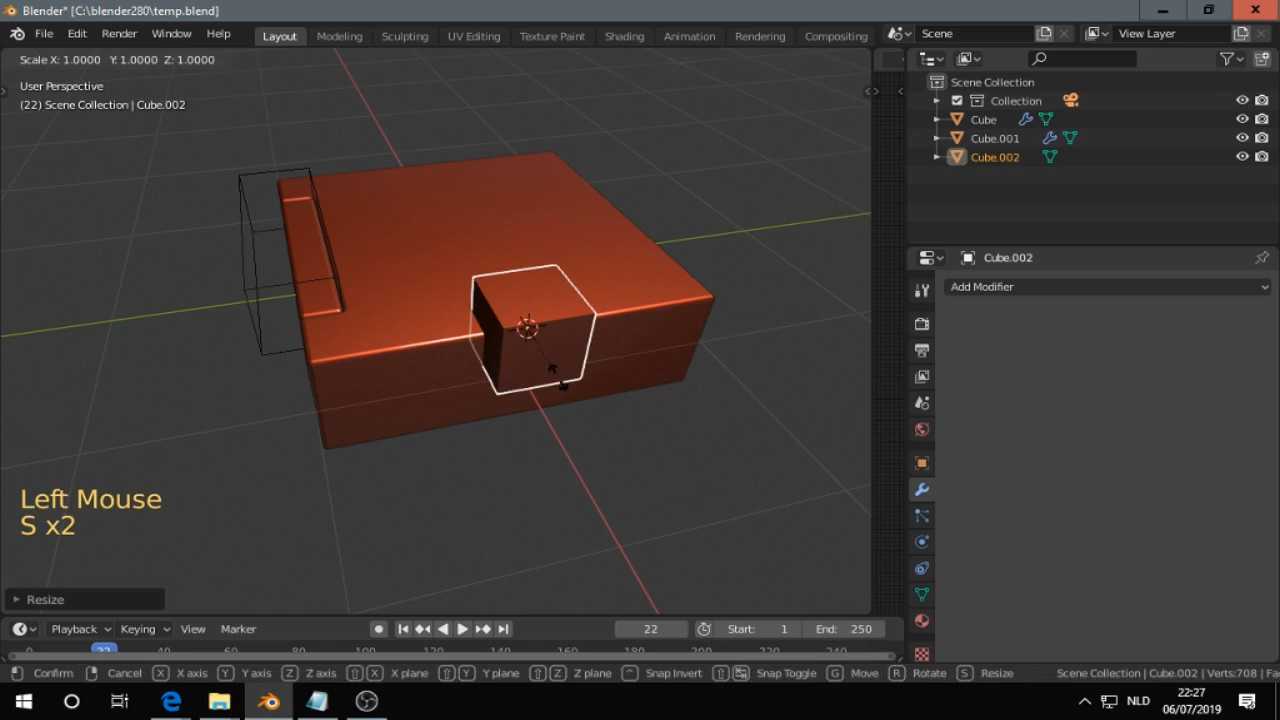 Blender* [C:\blender280\temp.blend]
File Edit Render Window Help Layout Modeling Sculpting UV Editing Texture Paint Shading Animation Rendering Compositing Scene View Layer
Scale X: 1.0000 Y: 1.0000 Z: 1.0000
User Perspective
(22) Scene Collection | Cube.002
Scene Collection
Collection
Cube
Cube.001
Cube.002
Cube.002
Add Modifier
Left Mouse
S x2
Resize
Playback Keying View Marker 22 Start: 1 End: 250
Confirm Cancel X X axis Y Y axis Z Z axis X X plane Y Y plane Z Z plane Snap Invert Snap Toggle G Move R Rotate S Resize Scene Collection | Cube.002 | Verts:708 | Fa
NLD
22:27
06/07/2019